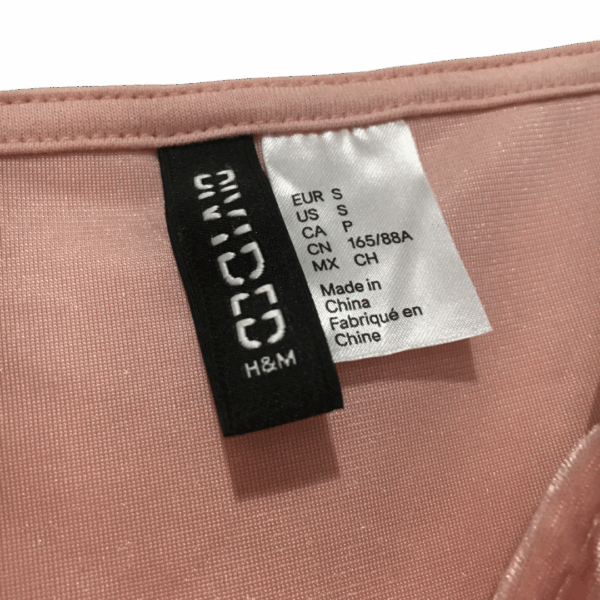 DIVIDED
H&M
EUR S
US S
CA P
CN 165/88A
MX CH
Made in
China
Fabriqué en
Chine